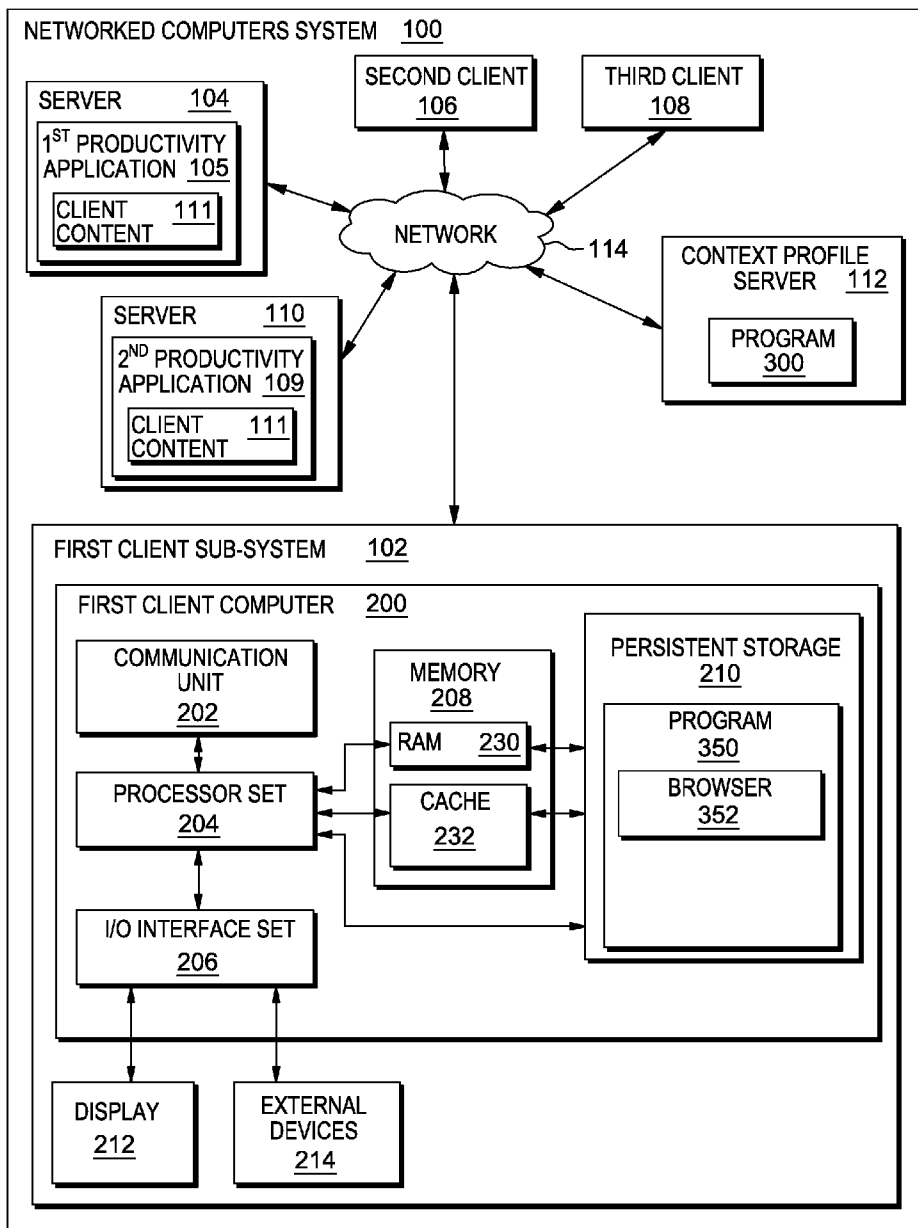 NETWORKED COMPUTERS SYSTEM 100
SERVER 104
1ST PRODUCTIVITY
APPLICATION 105
CLIENT 111
CONTENT
SECOND CLIENT
106
THIRD CLIENT
108
NETWORK
114
CONTEXT PROFILE
SERVER 112
PROGRAM
300
SERVER 110
2ND PRODUCTIVITY
APPLICATION 109
CLIENT 111
CONTENT
FIRST CLIENT SUB-SYSTEM 102
FIRST CLIENT COMPUTER 200
COMMUNICATION
UNIT
202
PROCESSOR SET
204
I/O INTERFACE SET
206
MEMORY
208
RAM 230
CACHE
232
PERSISTENT STORAGE
210
PROGRAM
350
BROWSER
352
DISPLAY
212
EXTERNAL
DEVICES
214